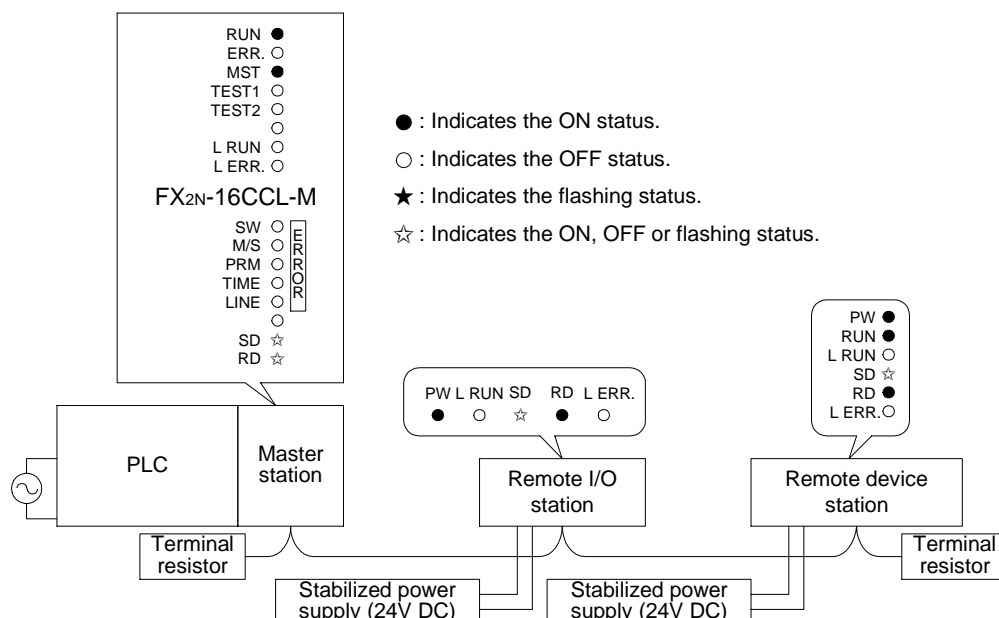 RUN
ERR.
MST
TEST1
TEST2
L RUN
L ERR.
FX2N-16CCL-M
SW
M/S
PRM
TIME
LINE
ERROR
SD
RD
: Indicates the ON status.
: Indicates the OFF status.
: Indicates the flashing status.
: Indicates the ON, OFF or flashing status.
PW L RUN SD RD L ERR.
PW
RUN
L RUN
SD
RD
L ERR.
PLC
Master
station
Remote I/O
station
Remote device
station
Terminal
resistor
Terminal
resistor
Stabilized power
supply (24V DC)
Stabilized power
supply (24V DC)